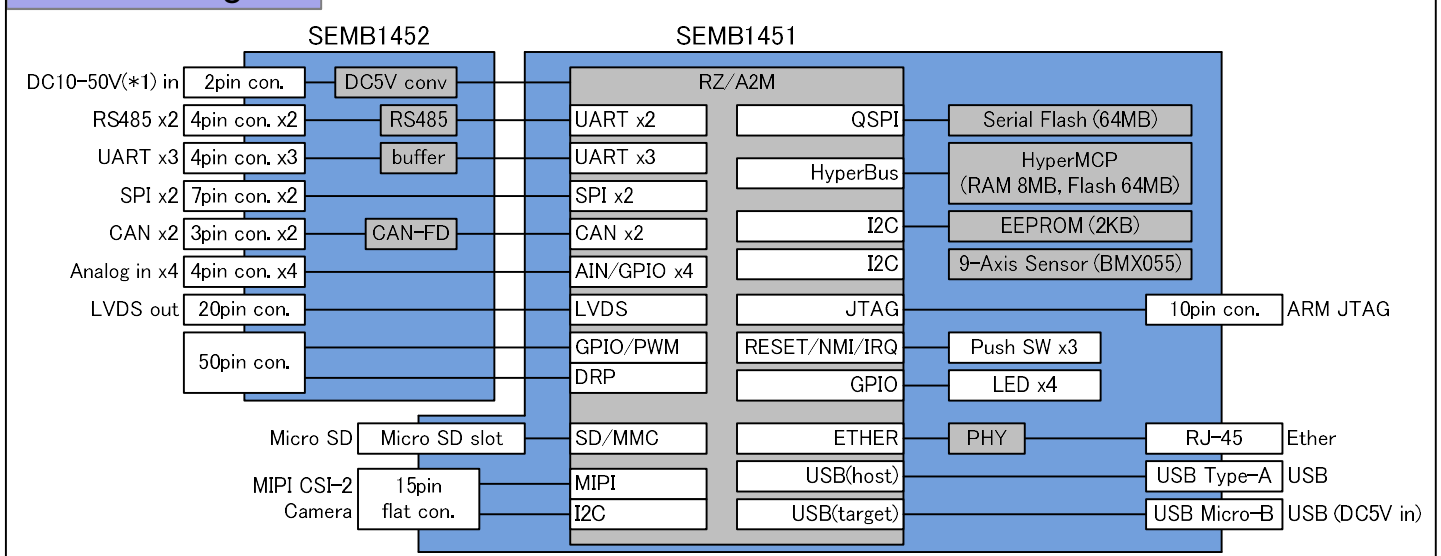 SEMB1452
SEMB1451
DC10-50V(*1) in
2pin con.
DC5V conv
RZ/A2M
RS485 x2
4pin con. x2
RS485
UART x2
QSPI
Serial Flash (64MB)
UART x3
4pin con. x3
buffer
UART x3
HyperBus
HyperMCP
(RAM 8MB, Flash 64MB)
SPI x2
7pin con. x2
SPI x2
CAN x2
3pin con. x2
CAN-FD
CAN x2
I2C
EEPROM (2KB)
Analog in x4
4pin con. x4
AIN/GPIO x4
I2C
9-Axis Sensor (BMX055)
LVDS out
20pin con.
LVDS
JTAG
10pin con.
ARM JTAG
50pin con.
GPIO/PWM
DRP
RESET/NMI/IRQ
Push SW x3
GPIO
LED x4
Micro SD
Micro SD slot
SD/MMC
ETHER
PHY
RJ-45
Ether
MIPI CSI-2
Camera
15pin
flat con.
MIPI
I2C
USB(host)
USB Type-A
USB
USB(target)
USB Micro-B
USB (DC5V in)